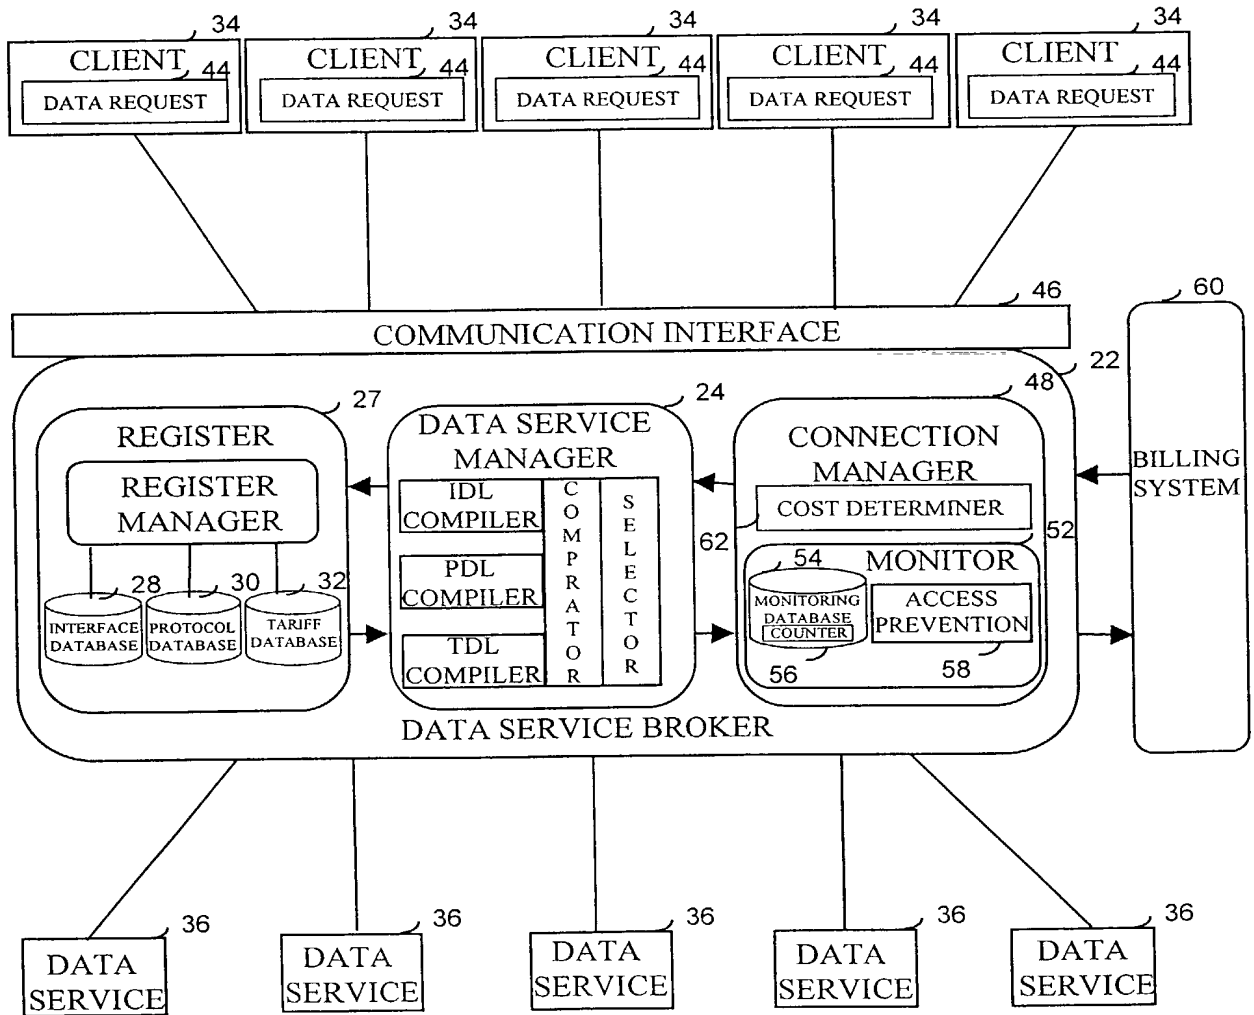 34 34 34 34 34
CLIENT CLIENT CLIENT CLIENT CLIENT
44 44 44 44 44
DATA REQUEST DATA REQUEST DATA REQUEST DATA REQUEST DATA REQUEST
46
COMMUNICATION INTERFACE
60
BILLING
SYSTEM
22
27
REGISTER
REGISTER
MANAGER
28 30 32
INTERFACE
DATABASE
PROTOCOL
DATABASE
TARIFF
DATABASE
24
DATA SERVICE
MANAGER
IDL
COMPILER
PDL
COMPILER
TDL
COMPILER
COMPRATOR
SELECTOR
48
CONNECTION
MANAGER
COST DETERMINER
62
52
MONITOR
54
MONITORING
DATABASE
COUNTER
56
ACCESS
PREVENTION
58
DATA SERVICE BROKER
36 36 36 36 36
DATA DATA DATA DATA DATA
SERVICE SERVICE SERVICE SERVICE SERVICE